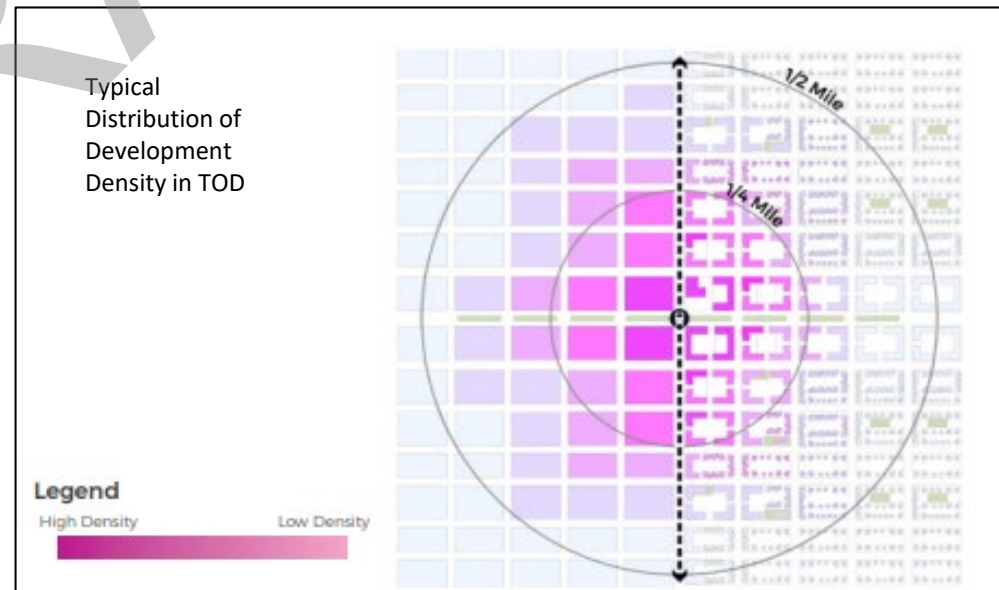 Typical
Distribution of
Development
Density in TOD
1/2 Mile
1/4 Mile
Legend
High Density Low Density